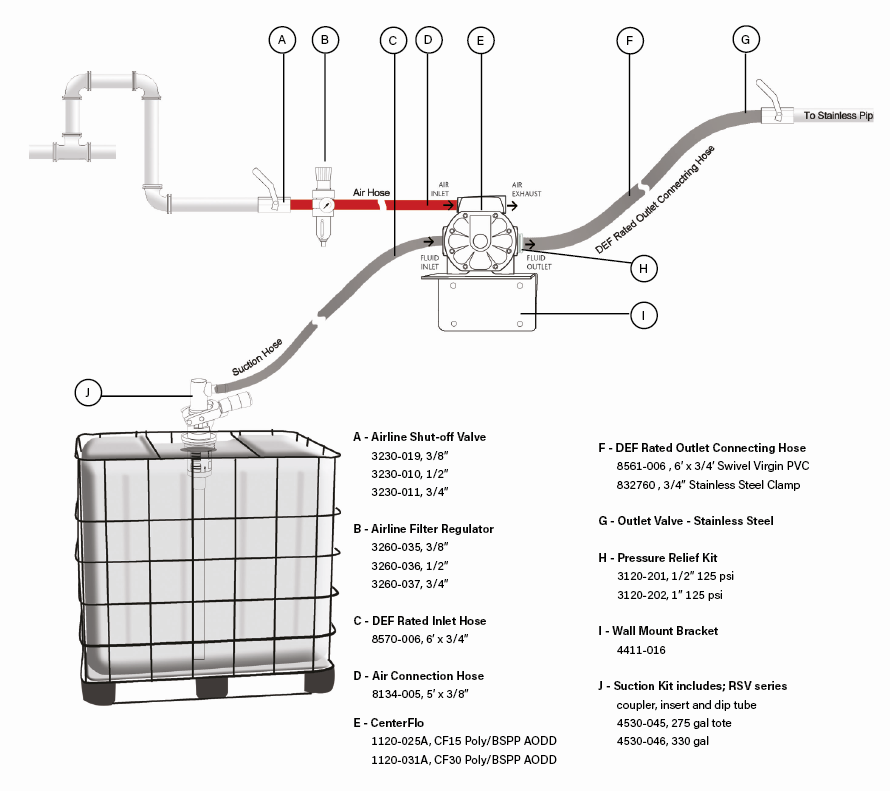 A
B
C
D
E
F
G
To Stainless Pip
Air Hose
AIR
INLET
AIR
EXHAUST
DEF Rated Outlet Connectring Hose
FLUID
INLET
FLUID
OUTLET
H
I
Suction Hose
J
A - Airline Shut-off Valve
3230-019, 3/8”
3230-010, 1/2”
3230-011, 3/4”
B - Airline Filter Regulator
3260-035, 3/8”
3260-036, 1/2”
3260-037, 3/4”
C - DEF Rated Inlet Hose
8570-006, 6’ x 3/4”
D - Air Connection Hose
8134-005, 5’ x 3/8”
E - CenterFlo
1120-025A, CF15 Poly/BSPP AODD
1120-031A, CF30 Poly/BSPP AODD
F - DEF Rated Outlet Connecting Hose
8561-006 , 6’ x 3/4’ Swivel Virgin PVC
832760 , 3/4” Stainless Steel Clamp
G - Outlet Valve - Stainless Steel
H - Pressure Relief Kit
3120-201, 1/2” 125 psi
3120-202, 1” 125 psi
I - Wall Mount Bracket
4411-016
J - Suction Kit includes; RSV series
coupler, insert and dip tube
4530-045, 275 gal tote
4530-046, 330 gal